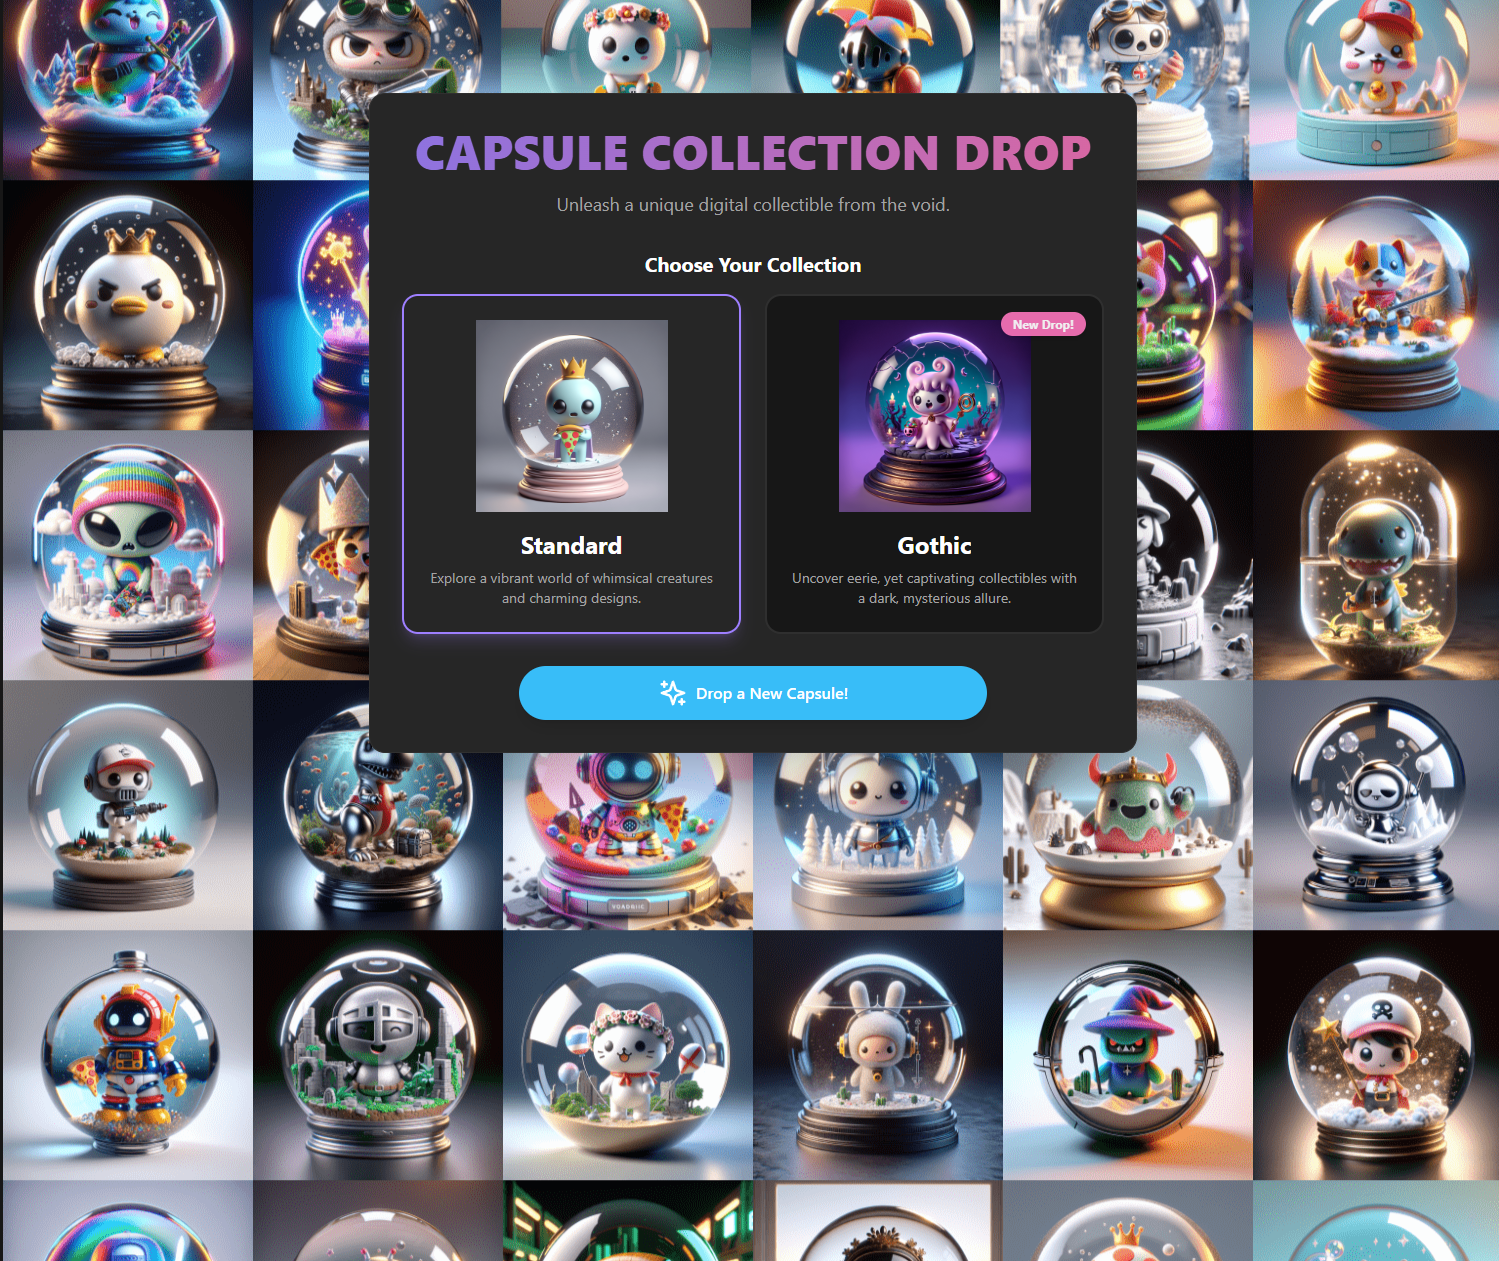 CAPSULE COLLECTION DROP
Unleash a unique digital collectible from the void.
Choose Your Collection
New Drop!
Standard
Explore a vibrant world of whimsical creatures
and charming designs.
Gothic
Uncover eerie, yet captivating collectibles with
a dark, mysterious allure.
Drop a New Capsule!